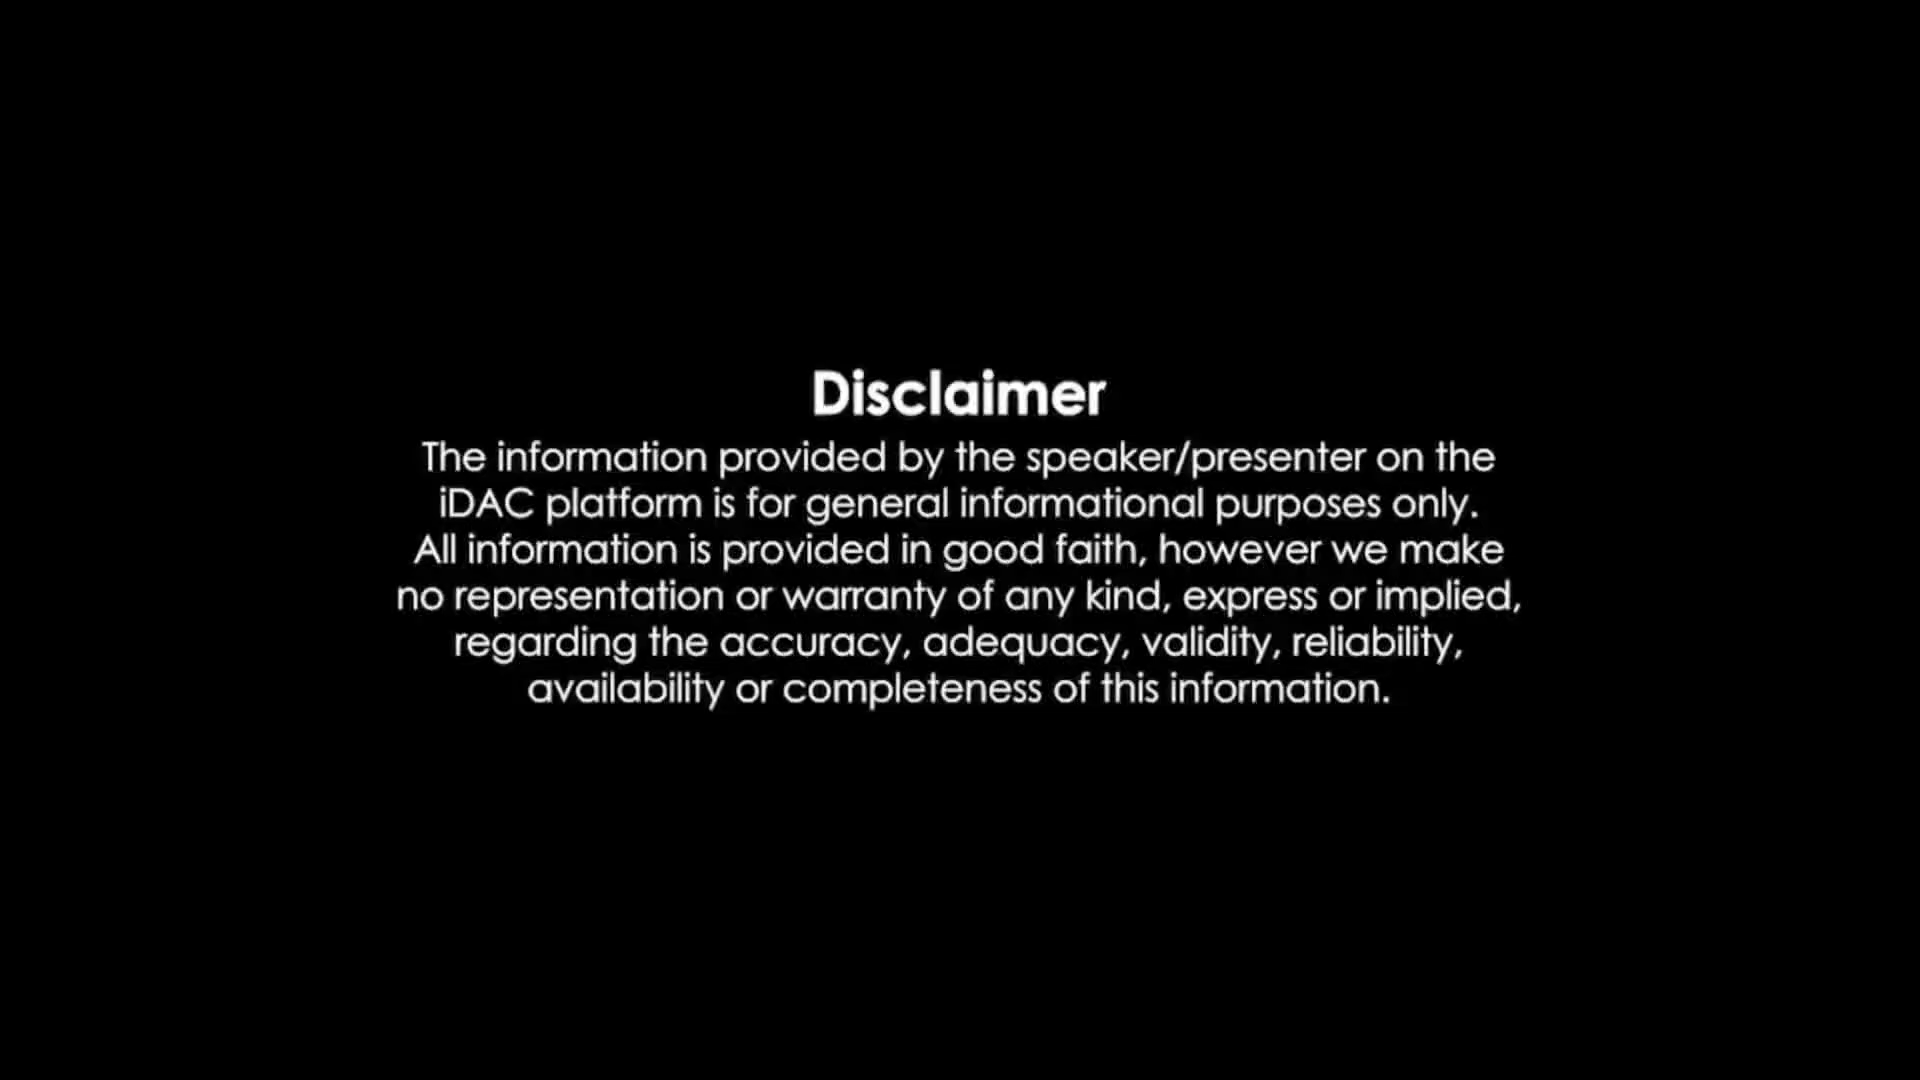 Disclaimer
The information provided by the speaker/presenter on the
iDAC platform is for general informational purposes only.
All information is provided in good faith, however we make
no representation or warranty of any kind, express or implied,
regarding the accuracy, adequacy, validity, reliability,
availability or completeness of this information.